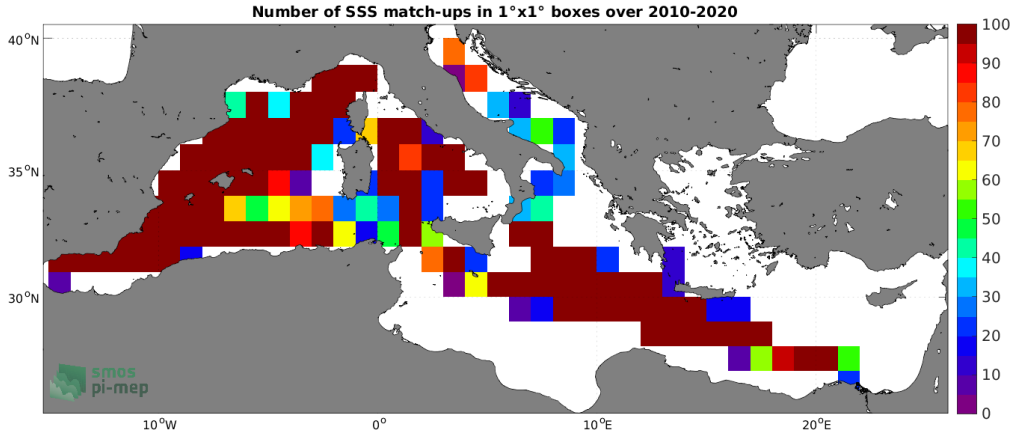 Number of SSS match-ups in 1°x1° boxes over 2010-2020
40°N
35°N
30°N
10°W
0°
10°E
20°E
100
90
80
70
60
50
40
30
20
10
0
smos
pi-mep